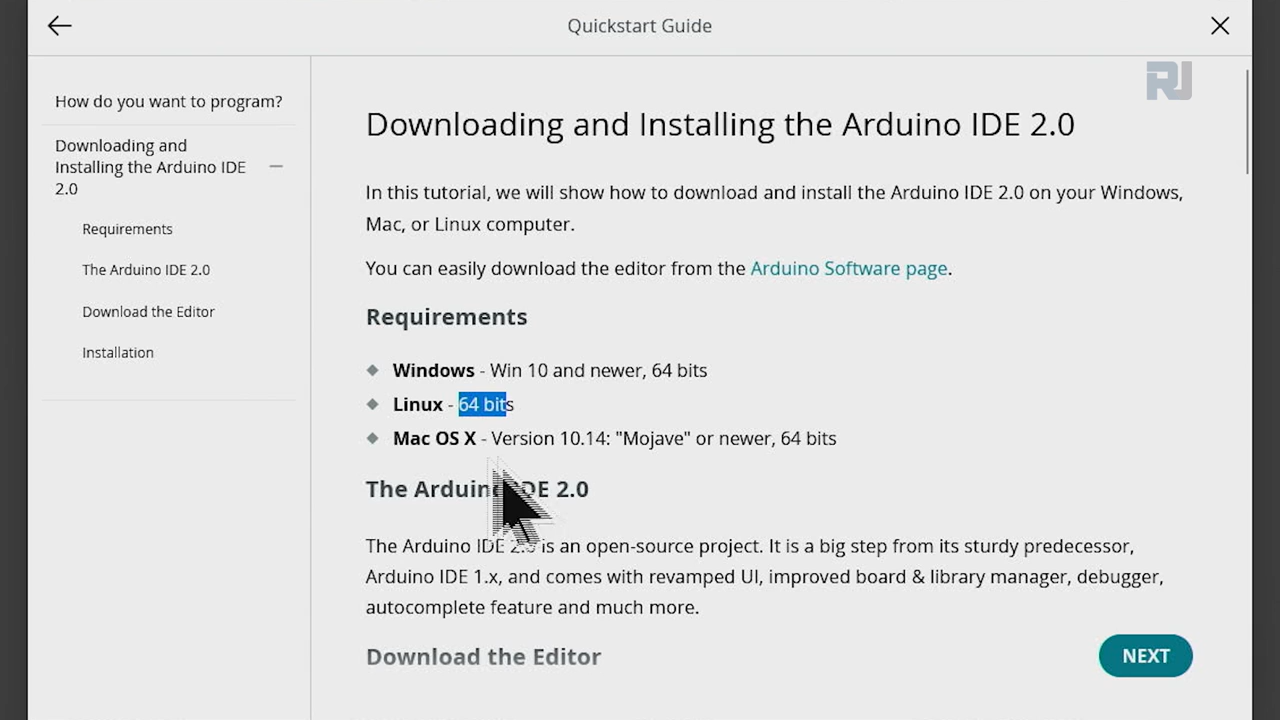 Quickstart Guide
RJ
How do you want to program?
Downloading and
Installing the Arduino IDE
2.0
Requirements
The Arduino IDE 2.0
Download the Editor
Installation
Downloading and Installing the Arduino IDE 2.0
In this tutorial, we will show how to download and install the Arduino IDE 2.0 on your Windows,
Mac, or Linux computer.
You can easily download the editor from the Arduino Software page.
Requirements
Windows - Win 10 and newer, 64 bits
Linux - 64 bits
Mac OS X - Version 10.14: "Mojave" or newer, 64 bits
The Arduino IDE 2.0
The Arduino IDE 2.0 is an open-source project. It is a big step from its sturdy predecessor,
Arduino IDE 1.x, and comes with revamped UI, improved board & library manager, debugger,
autocomplete feature and much more.
Download the Editor
NEXT